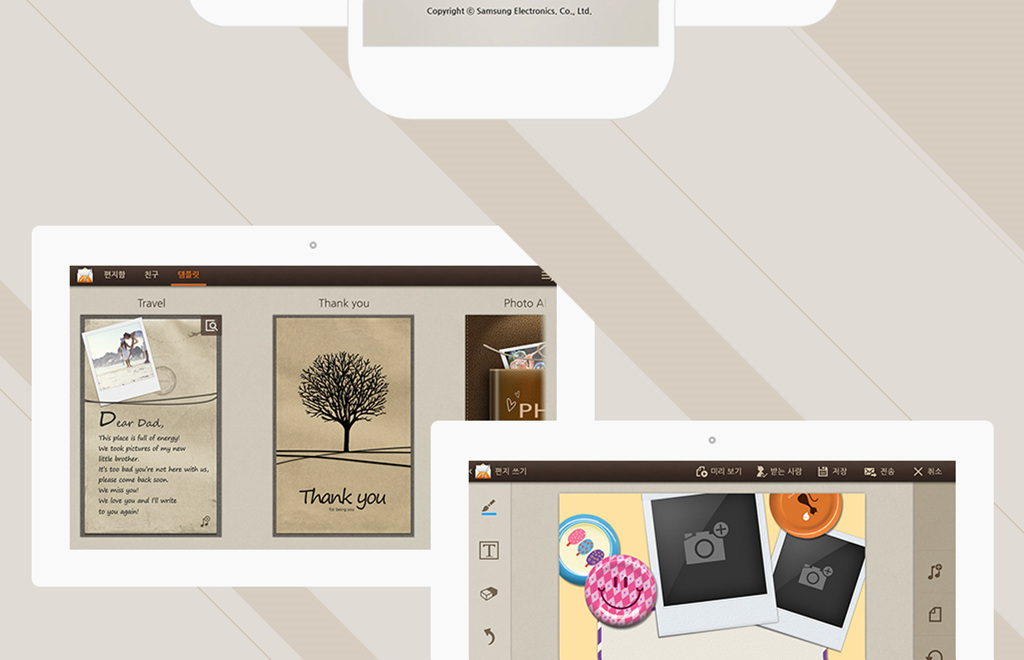 Copyright ⓒ Samsung Electronics. Co., Ltd.
편지함 친구 템플릿
Travel Thank you Photo Al
Dear Dad,
This place is full of energy!
We took pictures of my new
little brother.
It's too bad you're not here with us,
please come back soon.
We miss you!
We love you and I'll write
to you again!
Thank you
For being you
PH
편지 쓰기 미리 보기 받는 사람 저장 전송 취소
T